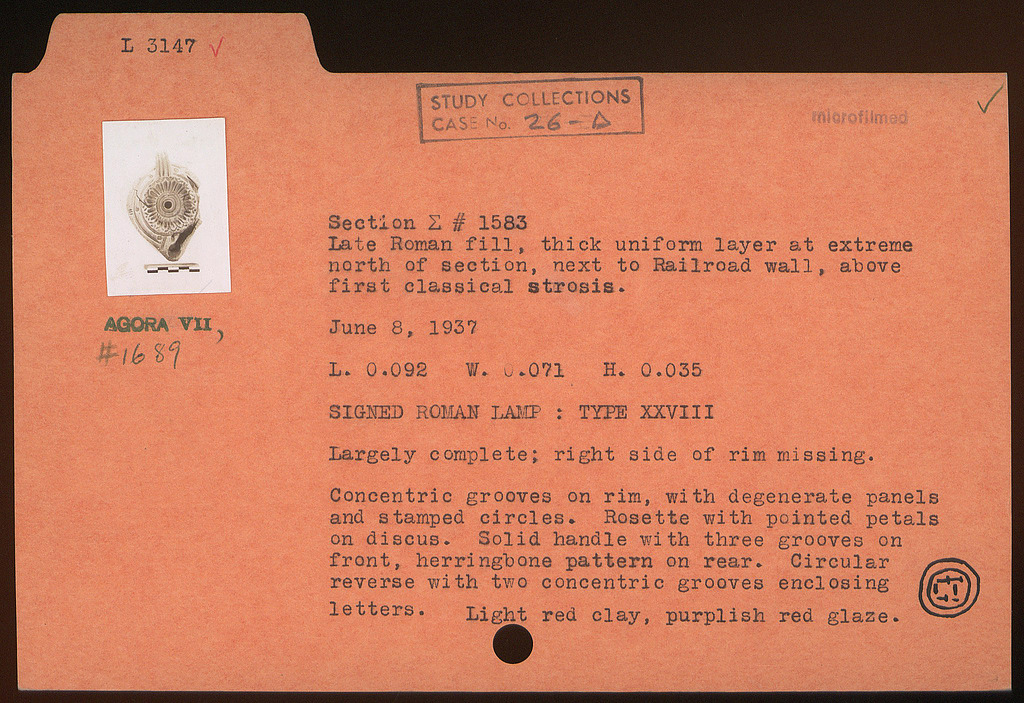 L 3147 ✓
STUDY COLLECTIONS
CASE No. 26-Δ
microfilmed
Section Σ # 1583
Late Roman fill, thick uniform layer at extreme
north of section, next to Railroad wall, above
first classical strosis.
AGORA VII,
#1689
June 8, 1937
L. 0.092 W. 0.071 H. 0.035
SIGNED ROMAN LAMP : TYPE XXVIII
Largely complete; right side of rim missing.
Concentric grooves on rim, with degenerate panels
and stamped circles. Rosette with pointed petals
on discus. Solid handle with three grooves on
front, herringbone pattern on rear. Circular
reverse with two concentric grooves enclosing
letters. Light red clay, purplish red glaze.